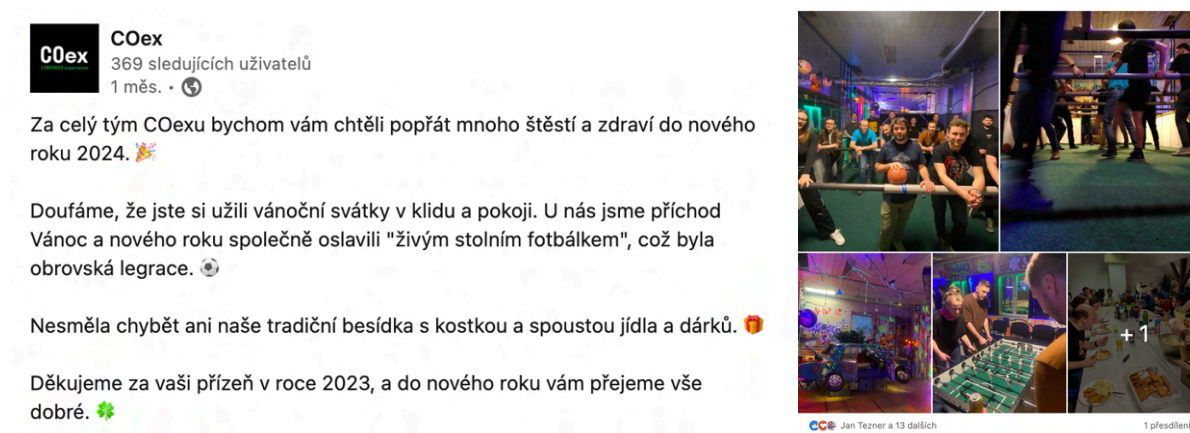 COex
COex
369 sledujících uživatelů
1 měs. •
Za celý tým COexu bychom vám chtěli popřát mnoho štěstí a zdraví do nového
roku 2024. 🎉
Doufáme, že jste si užili vánoční svátky v klidu a pokoji. U nás jsme příchod
Vánoc a nového roku společně oslavili "živým stolním fotbálkem", což byla
obrovská legrace. ⚽
Nesměla chybět ani naše tradiční besídka s kostkou a spoustou jídla a dárků. 🎁
Děkujeme za vaši přízeň v roce 2023, a do nového roku vám přejeme vše
dobré. 🍀
+ 1
Jan Tezner a 13 dalších
1 přesdílení